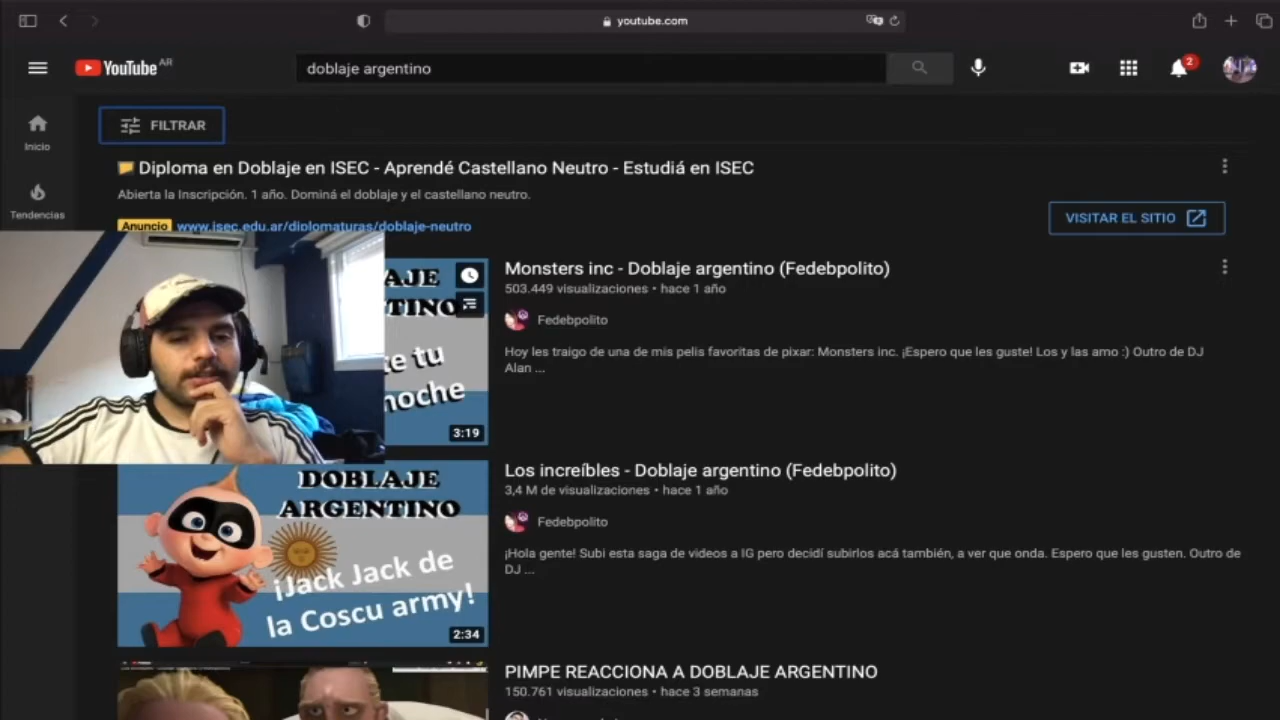 youtube.com
YouTube AR
doblaje argentino
2
FILTRAR
Inicio
Tendencias
Diploma en Doblaje en ISEC - Aprendé Castellano Neutro - Estudiá en ISEC
Abierta la Inscripción. 1 año. Dominá el doblaje y el castellano neutro.
Anuncio www.isec.edu.ar/diplomaturas/doblaje-neutro
VISITAR EL SITIO
AJE
TINO
te tu
noche
3:19
Monsters inc - Doblaje argentino (Fedebpolito)
503.449 visualizaciones • hace 1 año
Fedebpolito
Hoy les traigo de una de mis pelis favoritas de pixar: Monsters inc. ¡Espero que les guste! Los y las amo :) Outro de DJ
Alan ...
DOBLAJE
ARGENTINO
¡Jack Jack de
la Coscu army!
2:34
Los increíbles - Doblaje argentino (Fedebpolito)
3,4 M de visualizaciones • hace 1 año
Fedebpolito
¡Hola gente! Subi esta saga de videos a IG pero decidí subirlos acá también, a ver que onda. Espero que les gusten. Outro de
DJ ...
PIMPE REACCIONA A DOBLAJE ARGENTINO
150.761 visualizaciones • hace 3 semanas